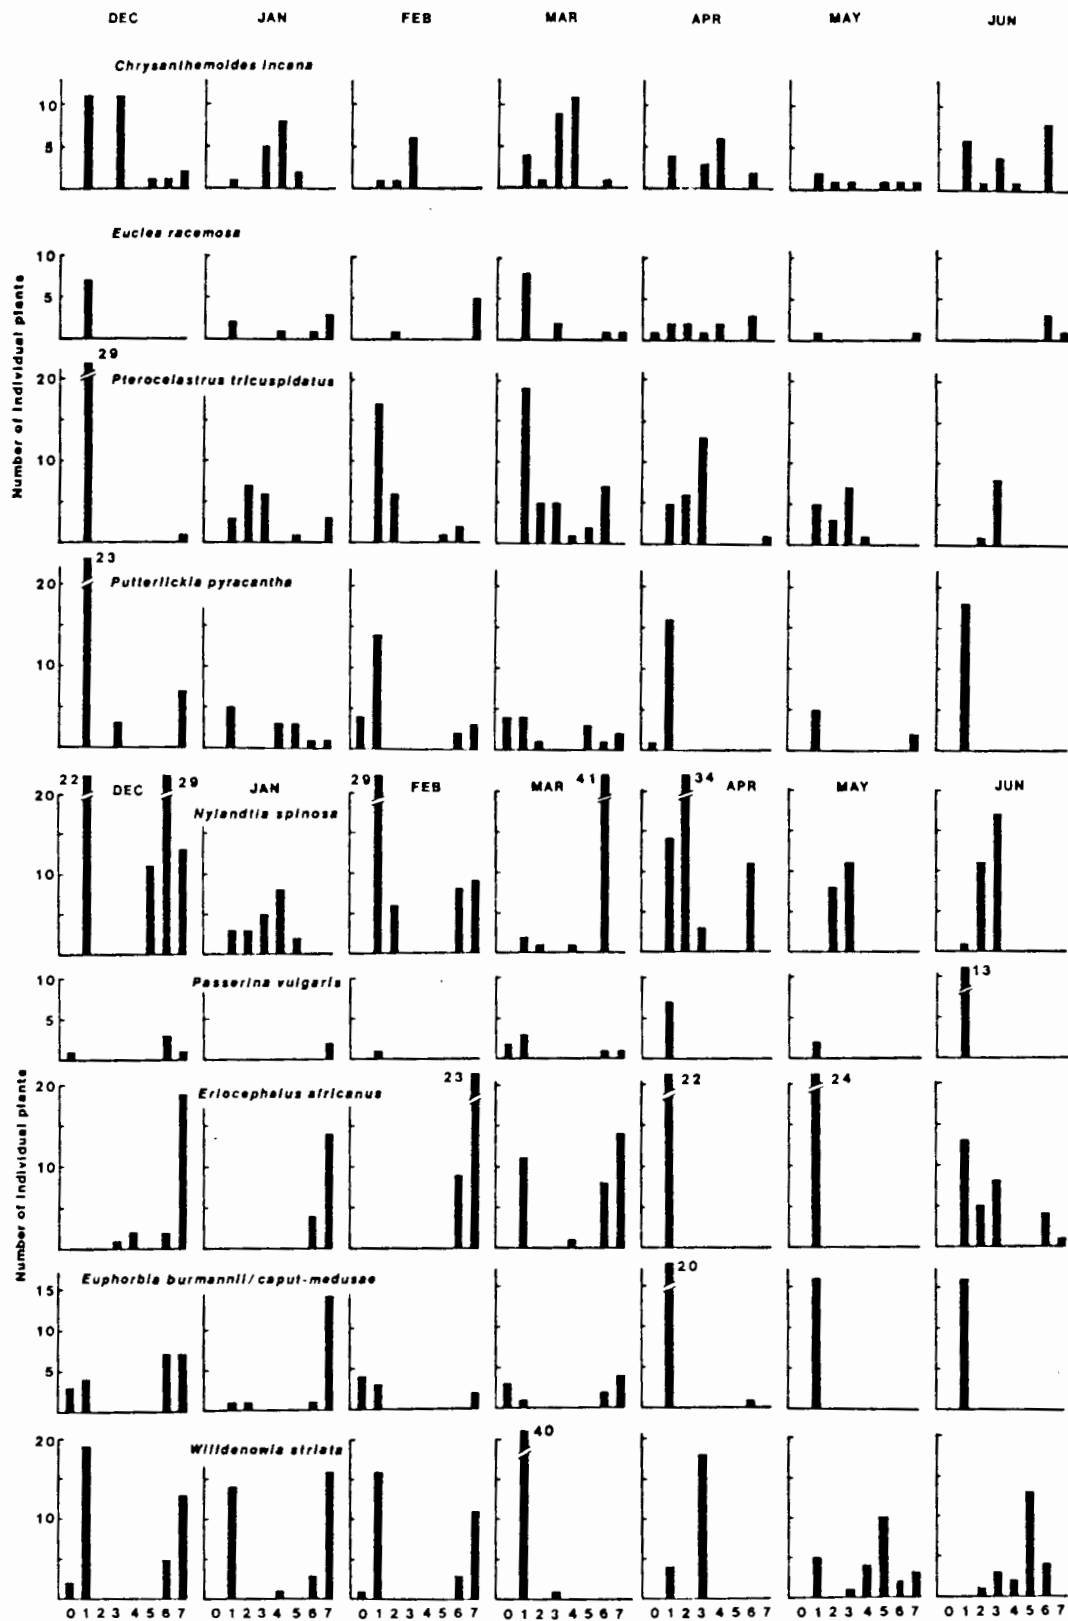 DEC JAN FEB MAR APR MAY JUN
Chrysanthemoides incana
10
5
Euclea racemosa
10
5
Number of individual plants
29
20
Pterocelastrus tricuspidatus
10
23
20
Putterlickia pyracantha
10
22 29 29 41 34
20
DEC JAN FEB MAR APR MAY JUN
Nylandtia spinosa
10
10
Passerina vulgaris
13
5
23 22 24
20
Eriocephalus africanus
10
Number of individual plants
Euphorbia burmannii/caput-medusae
20
15
10
5
40
20
Willdenowia striata
10
0 1 2 3 4 5 6 7 0 1 2 3 4 5 6 7 0 1 2 3 4 5 6 7 0 1 2 3 4 5 6 7 0 1 2 3 4 5 6 7 0 1 2 3 4 5 6 7 0 1 2 3 4 5 6 7